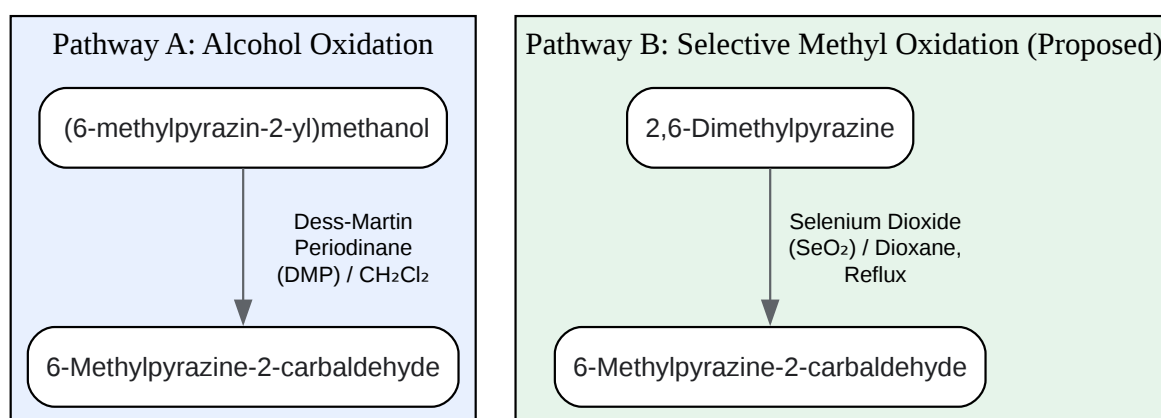 Pathway A: Alcohol Oxidation
(6-methylpyrazin-2-yl)methanol
Dess-Martin
Periodinane
(DMP) / CH₂Cl₂
6-Methylpyrazine-2-carbaldehyde
Pathway B: Selective Methyl Oxidation (Proposed)
2,6-Dimethylpyrazine
Selenium Dioxide
(SeO₂) / Dioxane,
Reflux
6-Methylpyrazine-2-carbaldehyde